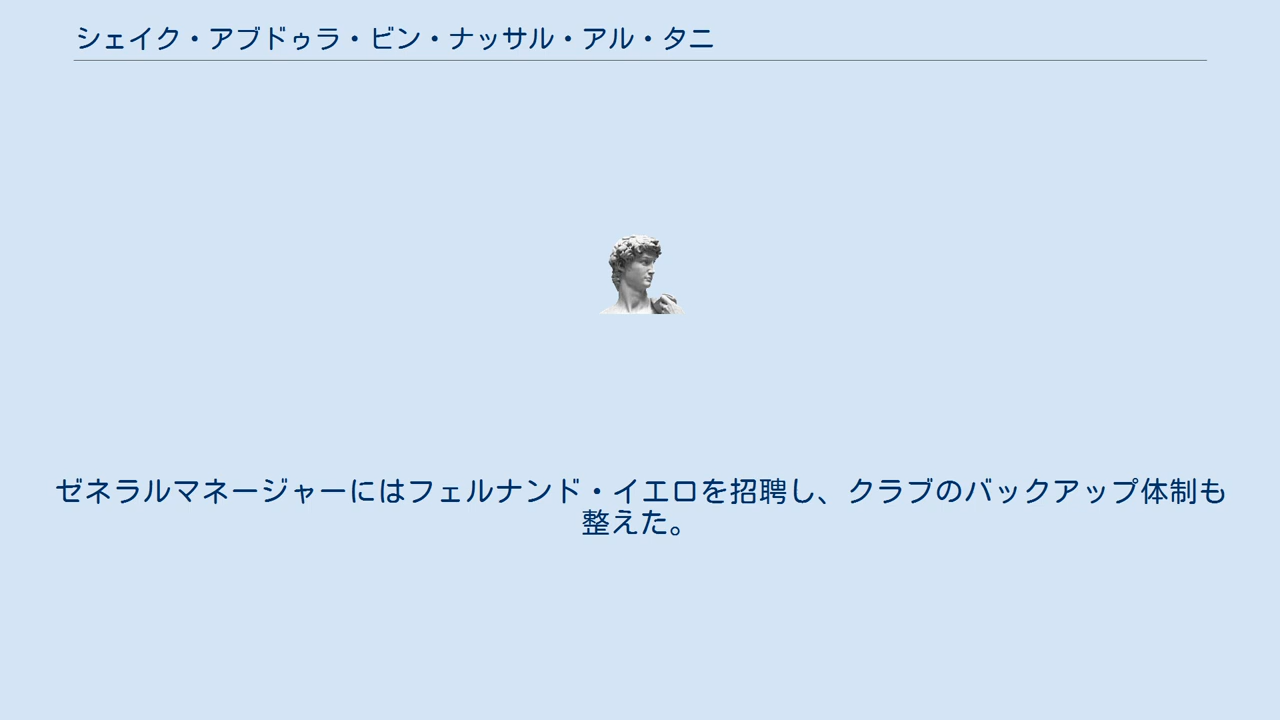 シェイク・アブドゥラ・ビン・ナッサル・アル・タニ
ゼネラルマネージャーにはフェルナンド・イエロを招聘し、クラブのバックアップ体制も
整えた。